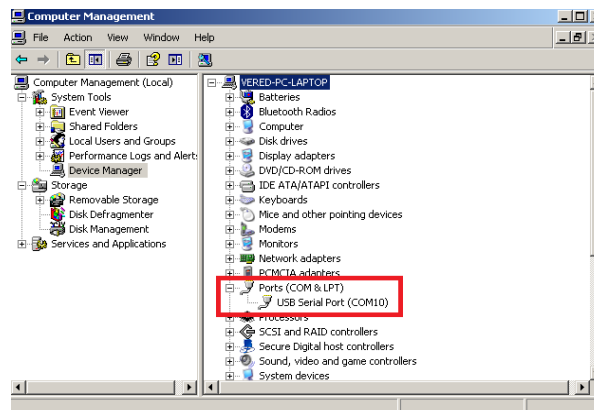 Computer Management
File Action View Window Help
Computer Management (Local)
System Tools
Event Viewer
Shared Folders
Local Users and Groups
Performance Logs and Alert:
Device Manager
Storage
Removable Storage
Disk Defragmenter
Disk Management
Services and Applications
VERED-PC-LAPTOP
Batteries
Bluetooth Radios
Computer
Disk drives
Display adapters
DVD/CD-ROM drives
IDE ATA/ATAPI controllers
Keyboards
Mice and other pointing devices
Modems
Monitors
Network adapters
PCMCIA adapters
Ports (COM & LPT)
USB Serial Port (COM10)
Processors
SCSI and RAID controllers
Secure Digital host controllers
Sound, video and game controllers
System devices